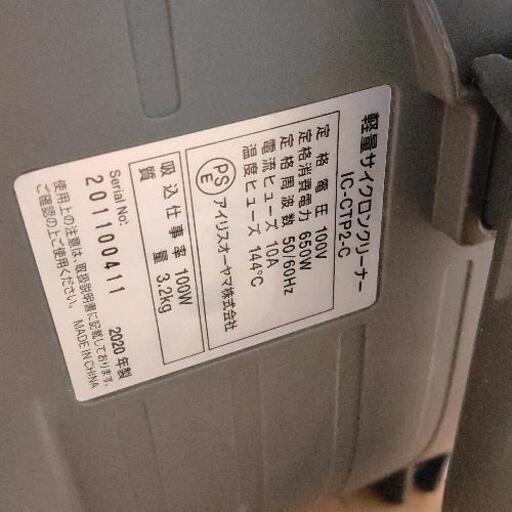 軽量サイクロンクリーナー
IC-CTP2-C
定格電圧 100V
定格消費電力 650W
定格周波数 50/60Hz
電流ヒューズ 10A
温度ヒューズ 144℃
PS
E
アイリスオーヤマ株式会社
吸込仕事率 100W
質量 3.2kg
Serial No:
201100411 2020年製
使用上の注意は、取扱説明書に記載しております。
ご確認の上ご使用ください。 MADE IN CHINA